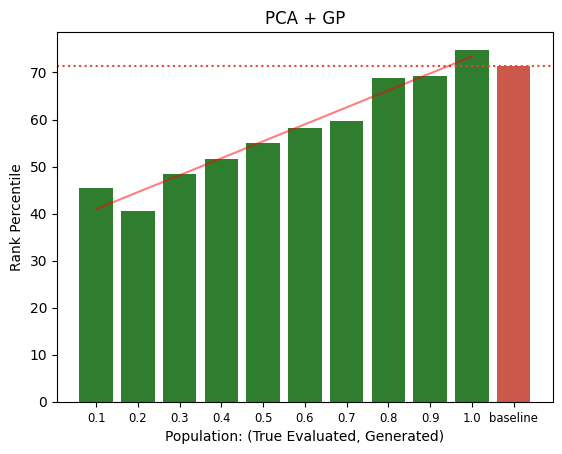 PCA + GP
Rank Percentile
70
60
50
40
30
20
10
0
0.1 0.2 0.3 0.4 0.5 0.6 0.7 0.8 0.9 1.0 baseline
Population: (True Evaluated, Generated)